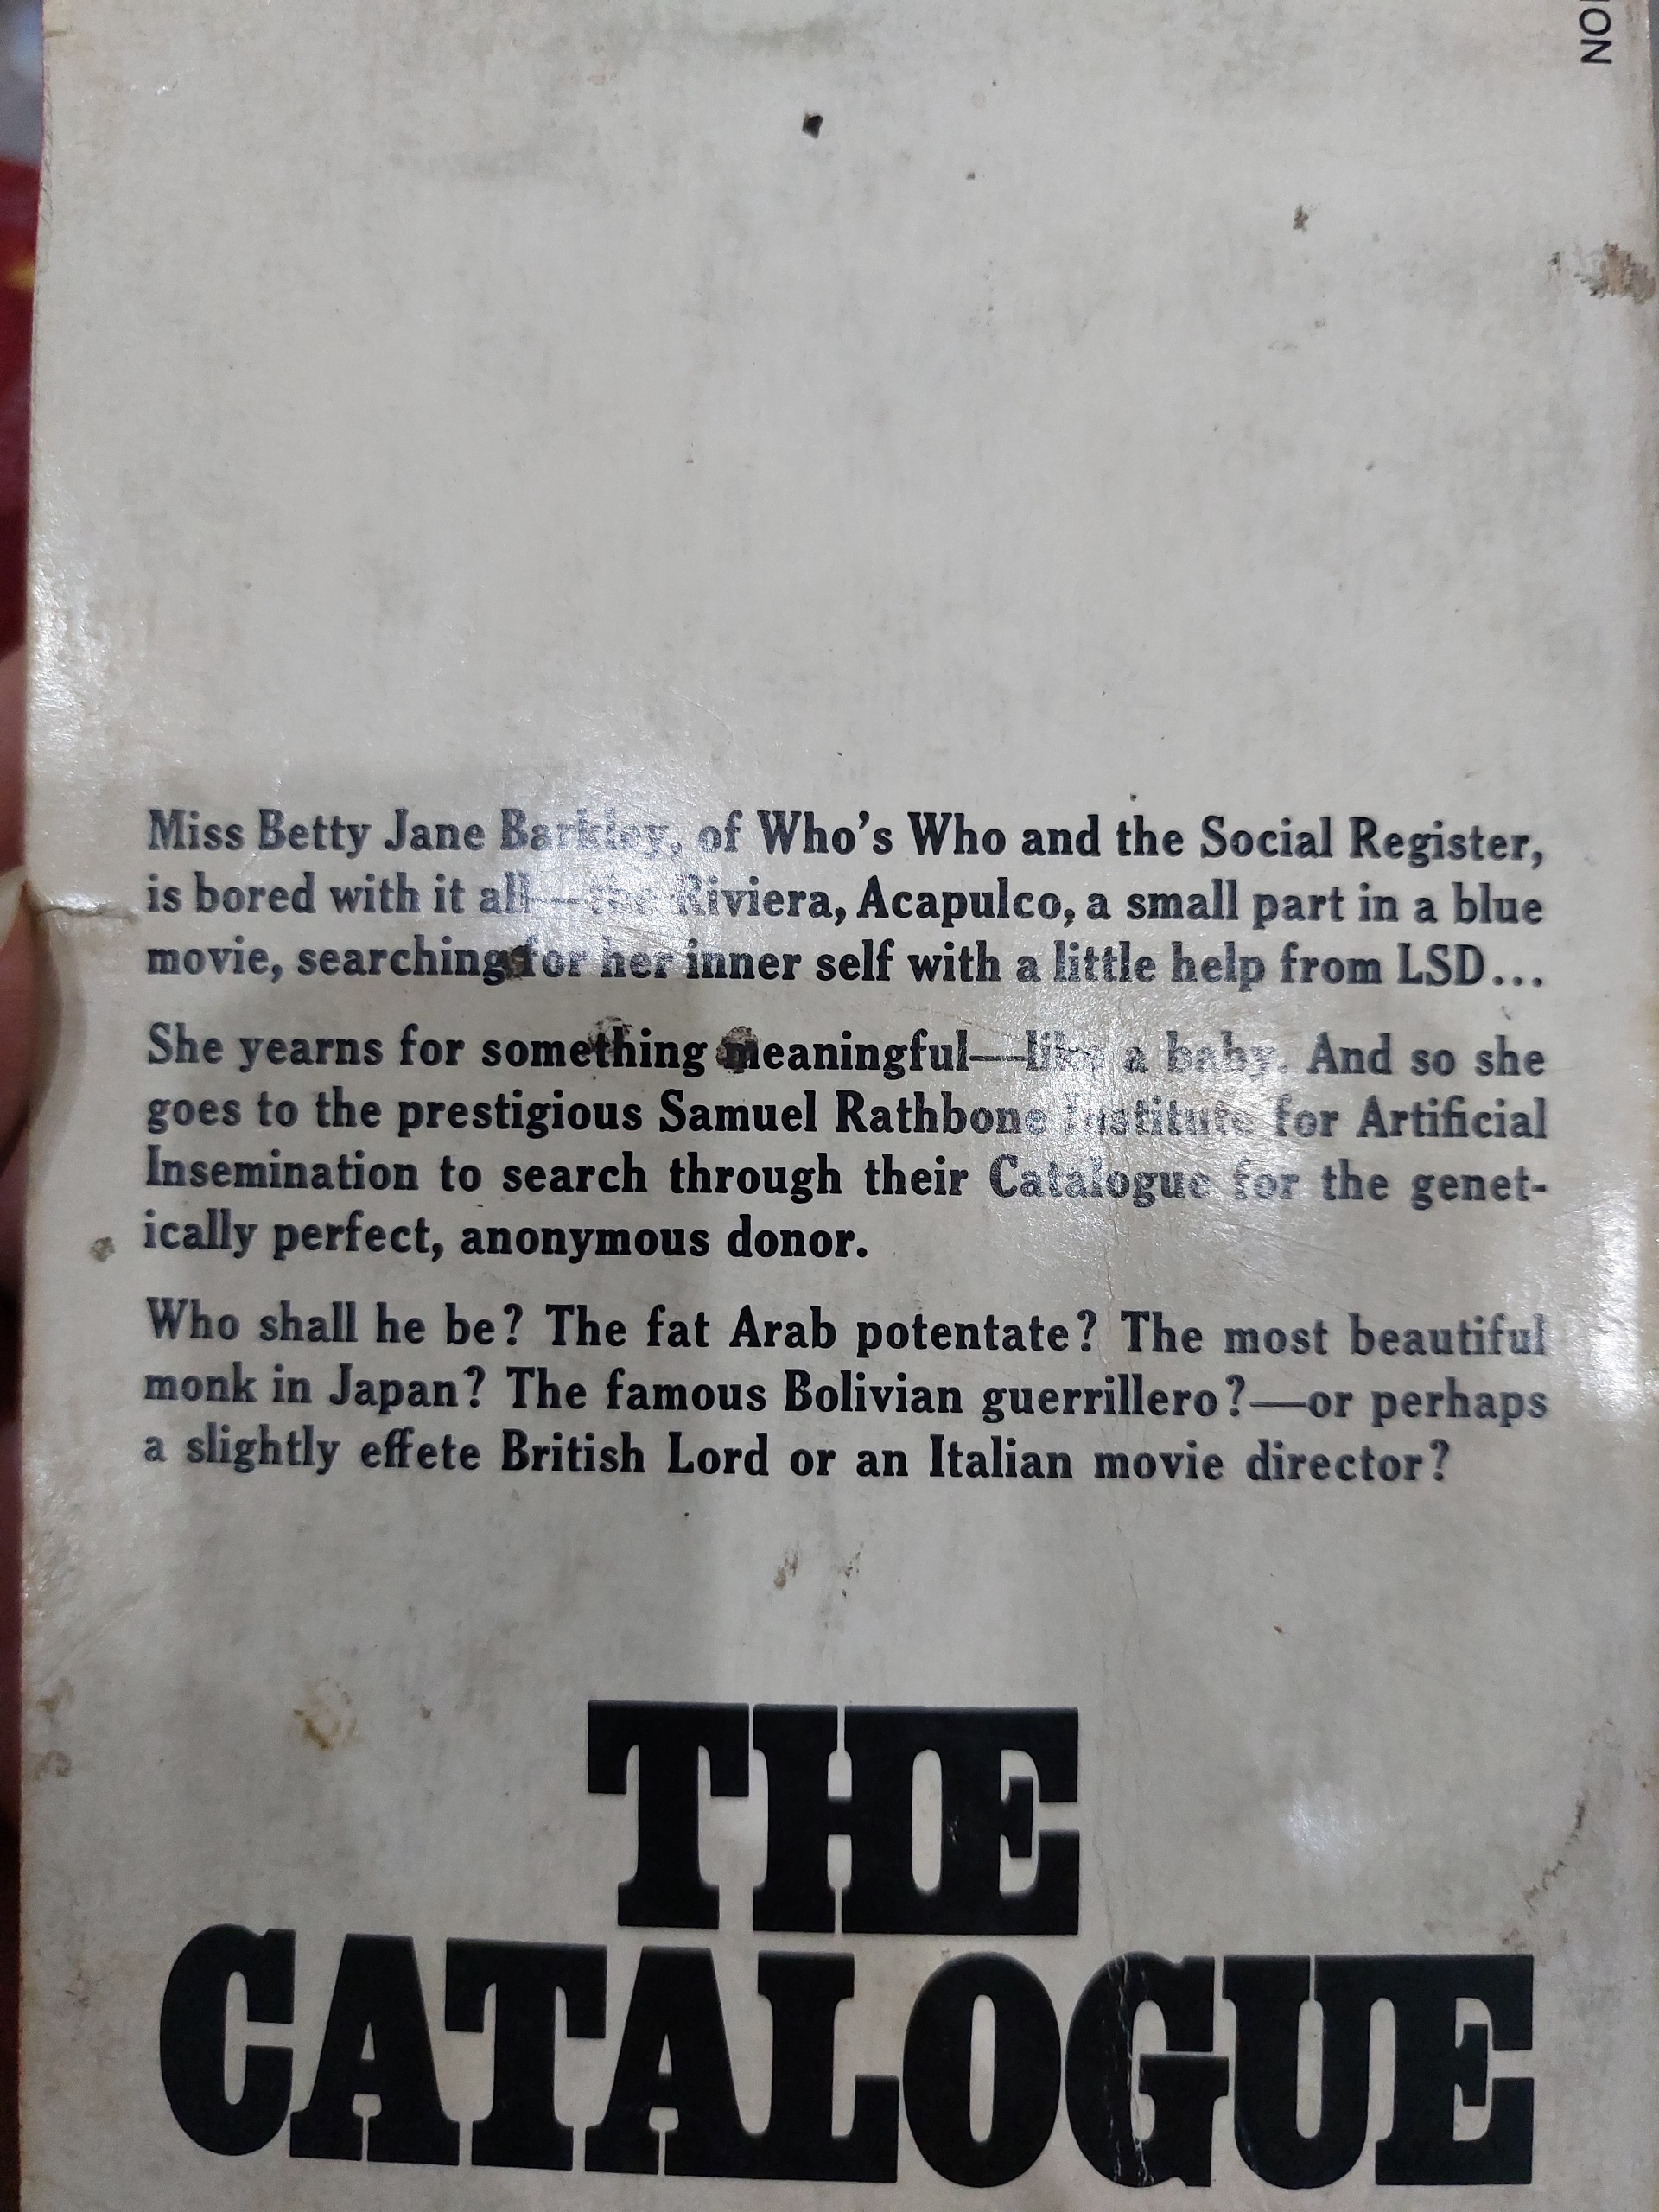 ION
Miss Betty Jane Barkley, of Who's Who and the Social Register,
is bored with it all—the Riviera, Acapulco, a small part in a blue
movie, searching for her inner self with a little help from LSD...
She yearns for something meaningful—like a baby. And so she
goes to the prestigious Samuel Rathbone Institute for Artificial
Insemination to search through their Catalogue for the genet-
ically perfect, anonymous donor.
Who shall he be? The fat Arab potentate? The most beautiful
monk in Japan? The famous Bolivian guerrillero?—or perhaps
a slightly effete British Lord or an Italian movie director?
THE
CATALOGUE